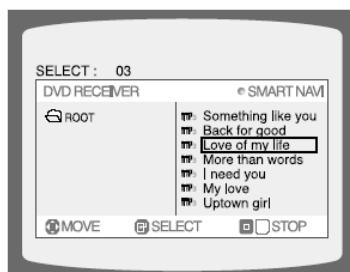 SELECT : 03
DVD RECEIVER SMART NAVI
ROOT
Something like you
Back for good
Love of my life
More than words
I need you
My love
Uptown girl
MOVE SELECT STOP